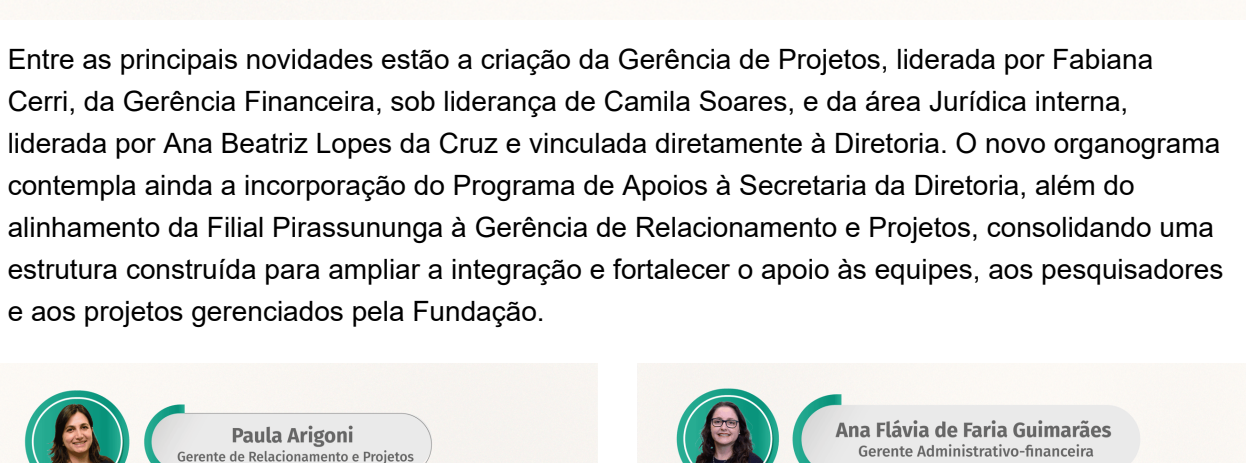 Entre as principais novidades estão a criação da Gerência de Projetos, liderada por Fabiana
Cerri, da Gerência Financeira, sob liderança de Camila Soares, e da área Jurídica interna,
liderada por Ana Beatriz Lopes da Cruz e vinculada diretamente à Diretoria. O novo organograma
contempla ainda a incorporação do Programa de Apoios à Secretaria da Diretoria, além do
alinhamento da Filial Pirassununga à Gerência de Relacionamento e Projetos, consolidando uma
estrutura construída para ampliar a integração e fortalecer o apoio às equipes, aos pesquisadores
e aos projetos gerenciados pela Fundação.
Paula Arigoni
Gerente de Relacionamento e Projetos
Ana Flávia de Faria Guimarães
Gerente Administrativo-financeira